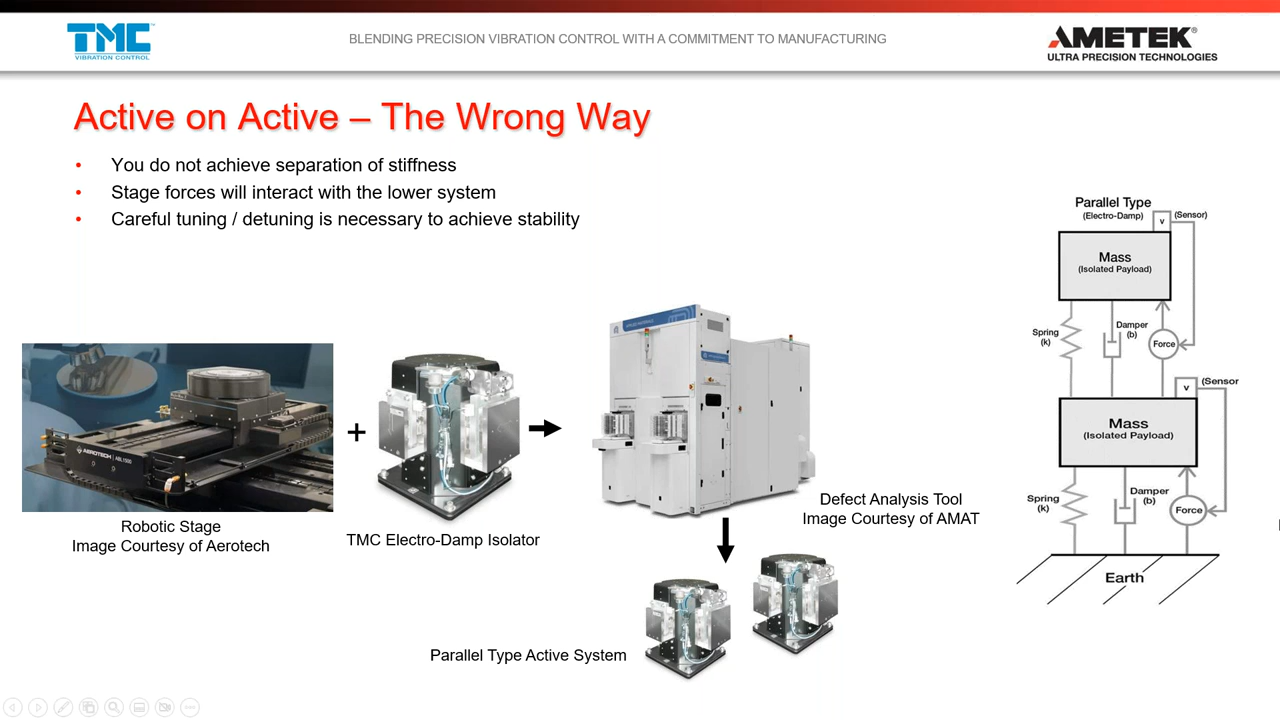 TMC
VIBRATION CONTROL
BLENDING PRECISION VIBRATION CONTROL WITH A COMMITMENT TO MANUFACTURING
AMETEK®
ULTRA PRECISION TECHNOLOGIES
Active on Active – The Wrong Way
• You do not achieve separation of stiffness
• Stage forces will interact with the lower system
• Careful tuning / detuning is necessary to achieve stability
Parallel Type
(Electro-Damp)
v
(Sensor)
Mass
(Isolated Payload)
Spring
(k)
Damper
(b)
Force
v
(Sensor
Mass
(Isolated Payload)
Spring
(k)
Damper
(b)
Force
Earth
AEROTECH | ABL1500
+
Robotic Stage
Image Courtesy of Aerotech
TMC Electro-Damp Isolator
Defect Analysis Tool
Image Courtesy of AMAT
Parallel Type Active System